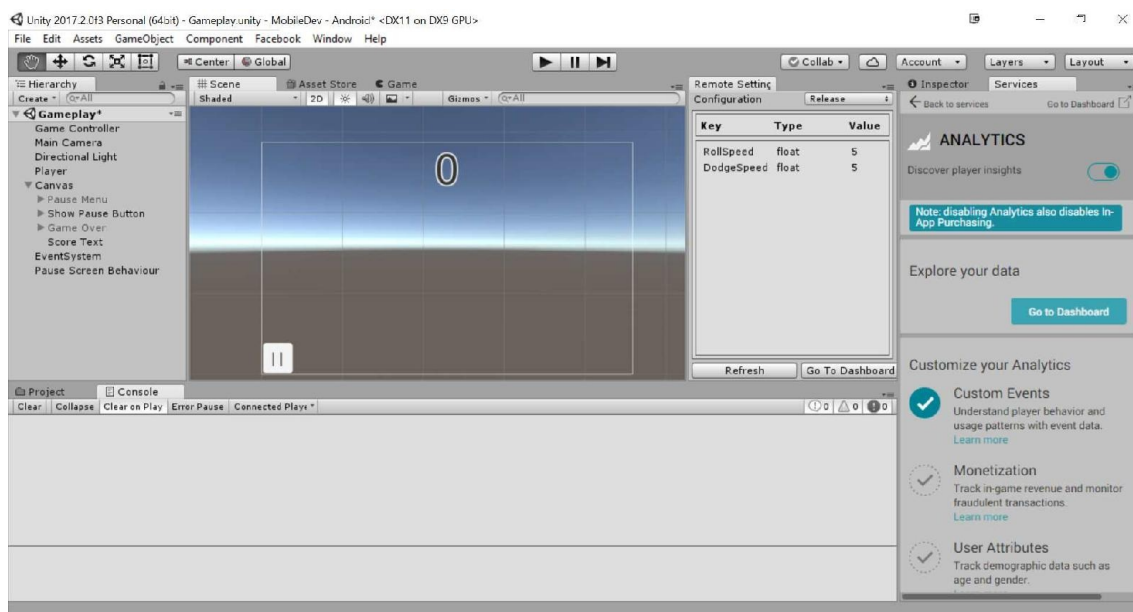 Unity 2017.2.0f3 Personal (64bit) - Gameplay.unity - MobileDev - Android* <DX11 on DX9 GPU>
File Edit Assets GameObject Component Facebook Window Help
Center Global
Collab Account Layers Layout
Hierarchy
Create All
Gameplay*
Game Controller
Main Camera
Directional Light
Player
Canvas
Pause Menu
Show Pause Button
Game Over
Score Text
EventSystem
Pause Screen Behaviour
Scene Asset Store Game
Shaded 2D Gizmos All
0
Remote Setting
Configuration Release
Key Type Value
RollSpeed float 5
DodgeSpeed float 5
Refresh Go To Dashboard
Project Console
Clear Collapse Clear on Play Error Pause Connected Playe
0 0 0
Inspector Services
Back to services Go to Dashboard
ANALYTICS
Discover player insights
Note: disabling Analytics also disables In-
App Purchasing.
Explore your data
Go to Dashboard
Customize your Analytics
Custom Events
Understand player behavior and
usage patterns with event data.
Learn more
Monetization
Track in-game revenue and monitor
fraudulent transactions.
Learn more
User Attributes
Track demographic data such as
age and gender.